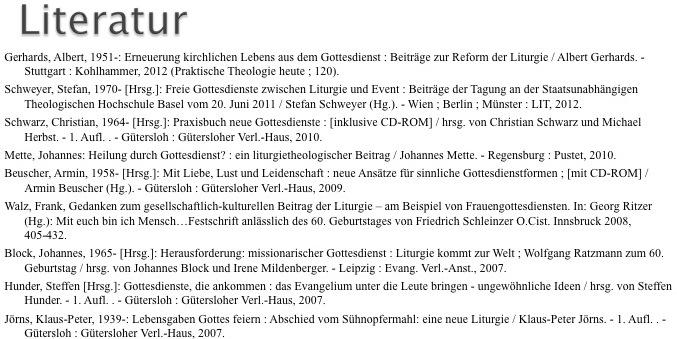 Literatur
Gerhards, Albert, 1951-: Erneuerung kirchlichen Lebens aus dem Gottesdienst : Beiträge zur Reform der Liturgie / Albert Gerhards. -
Stuttgart : Kohlhammer, 2012 (Praktische Theologie heute ; 120).
Schweyer, Stefan, 1970- [Hrsg.]: Freie Gottesdienste zwischen Liturgie und Event : Beiträge der Tagung an der Staatsunabhängigen
Theologischen Hochschule Basel vom 20. Juni 2011 / Stefan Schweyer (Hg.). - Wien ; Berlin ; Münster : LIT, 2012.
Schwarz, Christian, 1964- [Hrsg.]: Praxisbuch neue Gottesdienste : [inklusive CD-ROM] / hrsg. von Christian Schwarz und Michael
Herbst. - 1. Aufl. . - Gütersloh : Gütersloher Verl.-Haus, 2010.
Mette, Johannes: Heilung durch Gottesdienst? : ein liturgietheologischer Beitrag / Johannes Mette. - Regensburg : Pustet, 2010.
Beuscher, Armin, 1958- [Hrsg.]: Mit Liebe, Lust und Leidenschaft : neue Ansätze für sinnliche Gottesdienstformen ; [mit CD-ROM] /
Armin Beuscher (Hg.). - Gütersloh : Gütersloher Verl.-Haus, 2009.
Walz, Frank, Gedanken zum gesellschaftlich-kulturellen Beitrag der Liturgie – am Beispiel von Frauengottesdiensten. In: Georg Ritzer
(Hg.): Mit euch bin ich Mensch…Festschrift anlässlich des 60. Geburtstages von Friedrich Schleinzer O.Cist. Innsbruck 2008,
405-432.
Block, Johannes, 1965- [Hrsg.]: Herausforderung: missionarischer Gottesdienst : Liturgie kommt zur Welt ; Wolfgang Ratzmann zum 60.
Geburtstag / hrsg. von Johannes Block und Irene Mildenberger. - Leipzig : Evang. Verl.-Anst., 2007.
Hunder, Steffen [Hrsg.]: Gottesdienste, die ankommen : das Evangelium unter die Leute bringen - ungewöhnliche Ideen / hrsg. von Steffen
Hunder. - 1. Aufl. . - Gütersloh : Gütersloher Verl.-Haus, 2007.
Jörns, Klaus-Peter, 1939-: Lebensgaben Gottes feiern : Abschied vom Sühnopfermahl: eine neue Liturgie / Klaus-Peter Jörns. - 1. Aufl. . -
Gütersloh : Gütersloher Verl.-Haus, 2007.